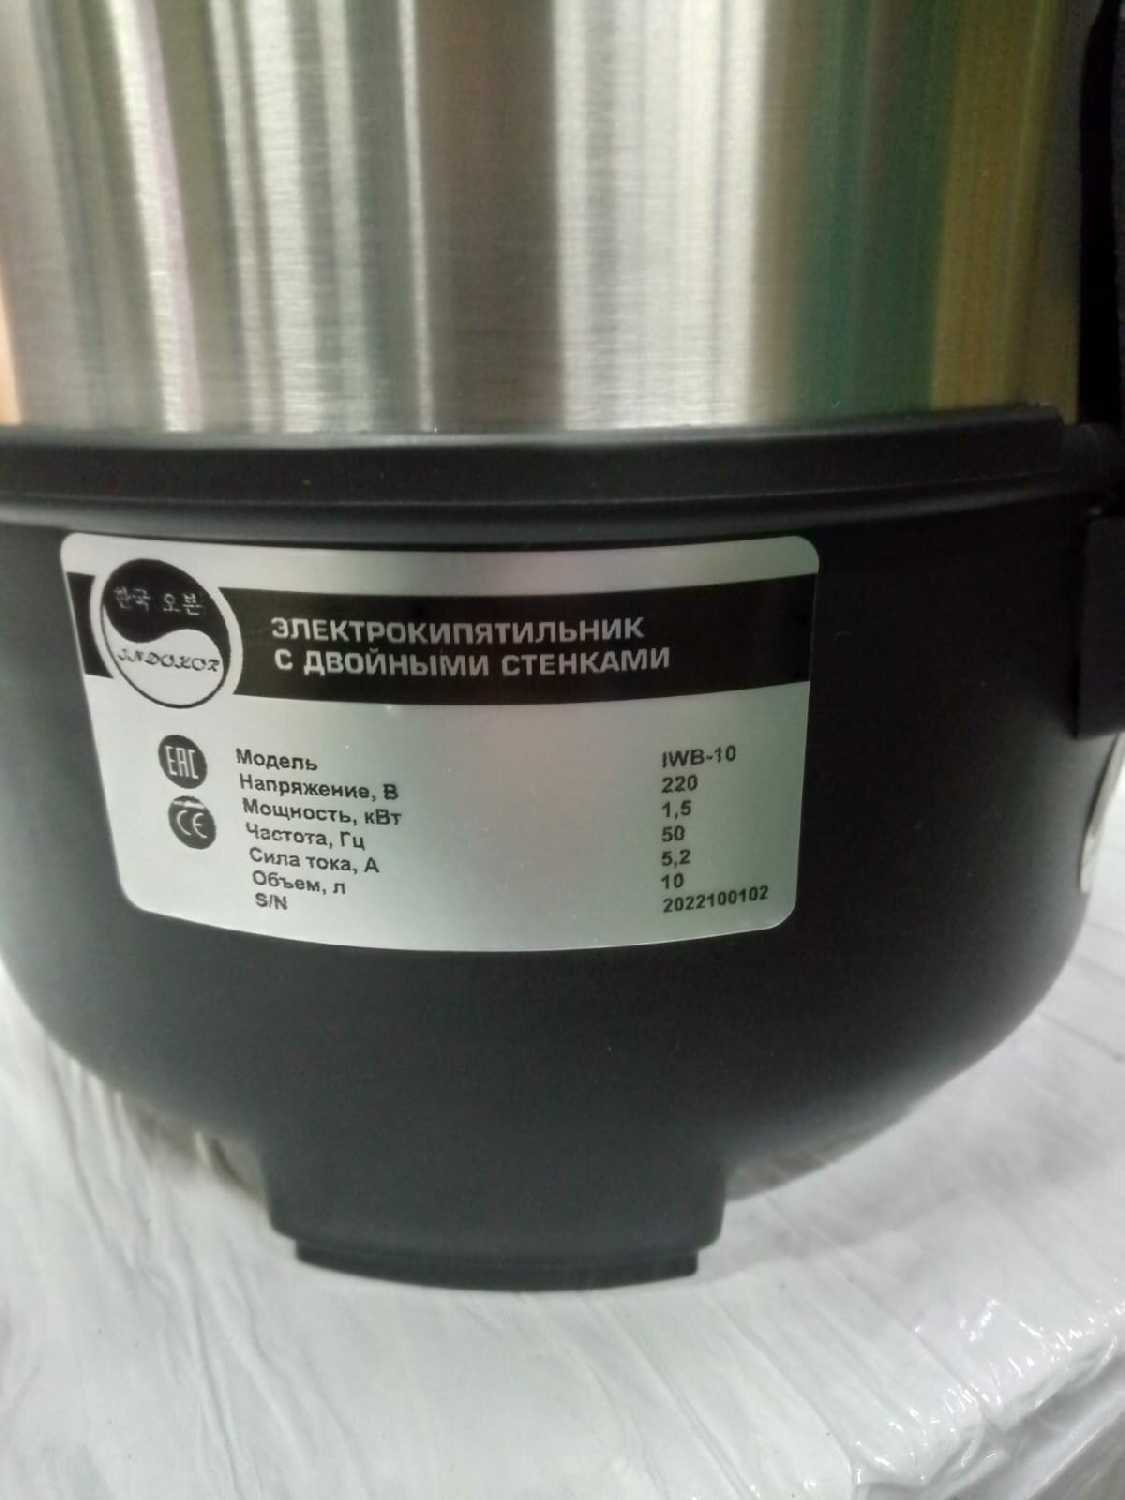 한국 오븐
INDOKOR
ЭЛЕКТРОКИПЯТИЛЬНИК
С ДВОЙНЫМИ СТЕНКАМИ
EAC
CE
Модель IWB-10
Напряжение, В 220
Мощность, кВт 1,5
Частота, Гц 50
Сила тока, А 5,2
Объем, л 10
S/N 2022100102